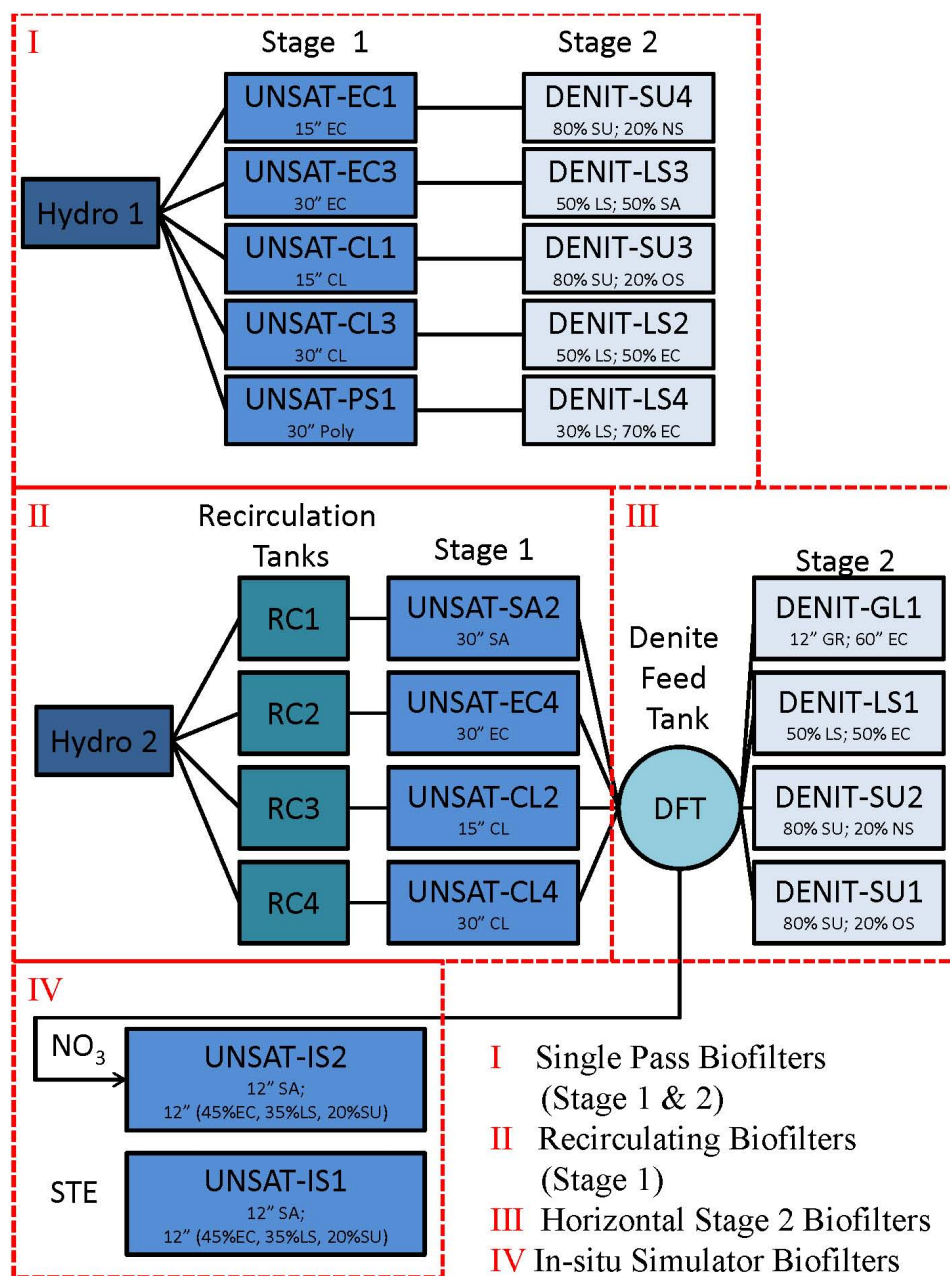 I
Stage 1
Stage 2
Hydro 1
UNSAT-EC1
15” EC
DENIT-SU4
80% SU; 20% NS
UNSAT-EC3
30” EC
DENIT-LS3
50% LS; 50% SA
UNSAT-CL1
15” CL
DENIT-SU3
80% SU; 20% OS
UNSAT-CL3
30” CL
DENIT-LS2
50% LS; 50% EC
UNSAT-PS1
30” Poly
DENIT-LS4
30% LS; 70% EC
II
Recirculation
Tanks
Stage 1
Hydro 2
RC1
UNSAT-SA2
30” SA
RC2
UNSAT-EC4
30” EC
RC3
UNSAT-CL2
15” CL
RC4
UNSAT-CL4
30” CL
III
Denite
Feed
Tank
DFT
Stage 2
DENIT-GL1
12” GR; 60” EC
DENIT-LS1
50% LS; 50% EC
DENIT-SU2
80% SU; 20% NS
DENIT-SU1
80% SU; 20% OS
IV
NO₃
UNSAT-IS2
12” SA;
12” (45%EC, 35%LS, 20%SU)
STE
UNSAT-IS1
12” SA;
12” (45%EC, 35%LS, 20%SU)
I Single Pass Biofilters
(Stage 1 & 2)
II Recirculating Biofilters
(Stage 1)
III Horizontal Stage 2 Biofilters
IV In-situ Simulator Biofilters